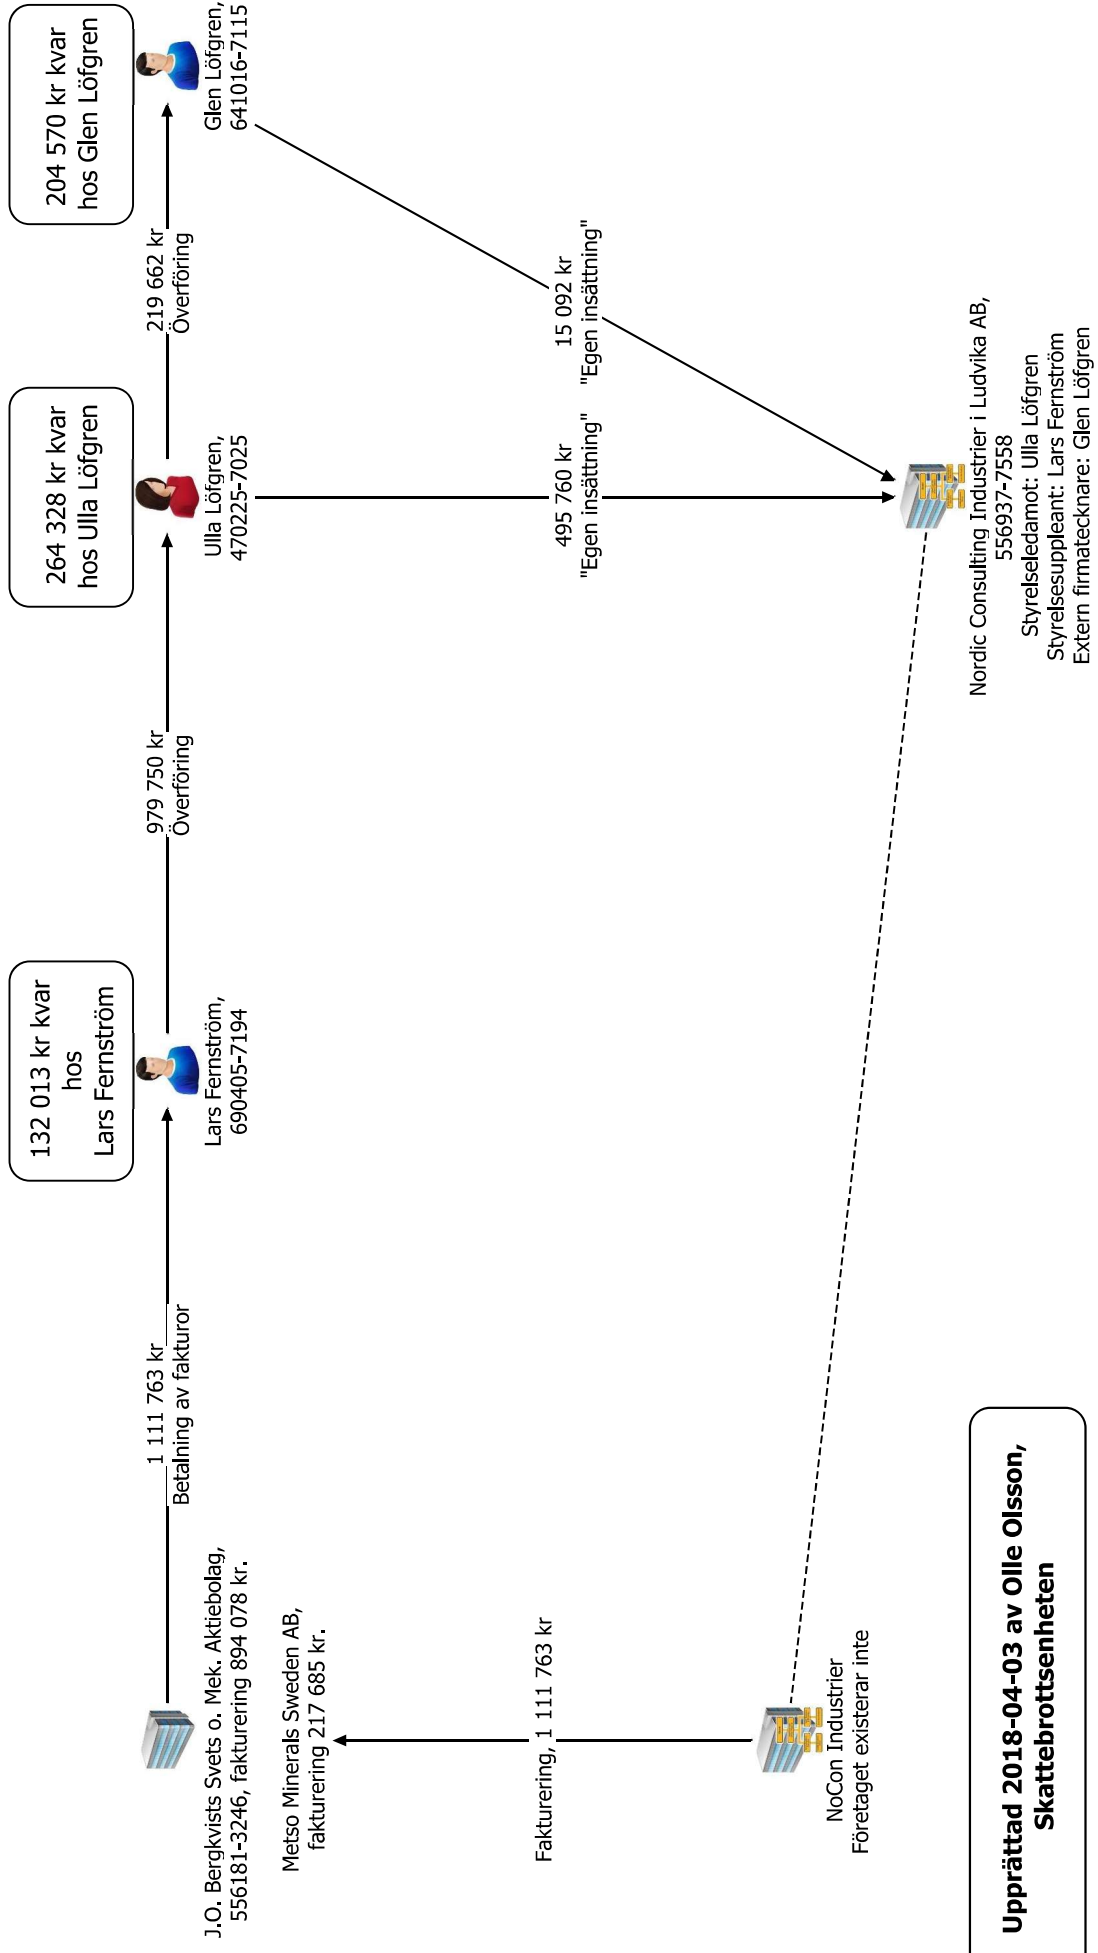 132 013 kr kvar
hos
Lars Fernström
264 328 kr kvar
hos Ulla Löfgren
204 570 kr kvar
hos Glen Löfgren
1 111 763 kr
Betalning av fakturor
979 750 kr
Överföring
219 662 kr
Överföring
J.O. Bergkvists Svets o. Mek. Aktiebolag,
556181-3246, fakturering 894 078 kr.
Metso Minerals Sweden AB,
fakturering 217 685 kr.
Lars Fernström,
690405-7194
Ulla Löfgren,
470225-7025
Glen Löfgren,
641016-7115
Fakturering, 1 111 763 kr
495 760 kr
"Egen insättning"
15 092 kr
"Egen insättning"
NoCon Industrier
Företaget existerar inte
Nordic Consulting Industrier i Ludvika AB,
556937-7558
Styrelseledamot: Ulla Löfgren
Styrelsesuppleant: Lars Fernström
Extern firmatecknare: Glen Löfgren
Upprättad 2018-04-03 av Olle Olsson,
Skattebrottsenheten